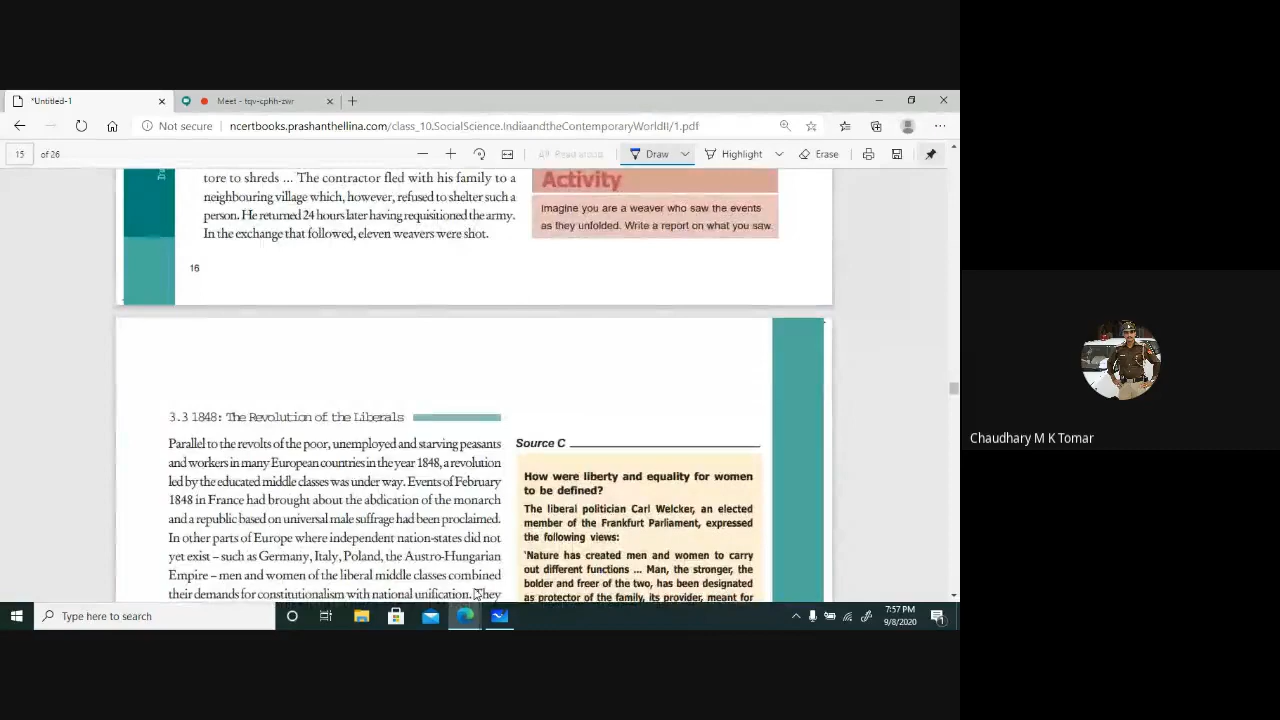 *Untitled-1
Meet - tqv-cphh-zwr
Not secure
ncertbooks.prashanthellina.com/class_10.SocialScience.IndiaandtheContemporaryWorldII/1.pdf
15 of 26
Read aloud
Draw
Highlight
Erase
tore to shreds ... The contractor fled with his family to a
neighbouring village which, however, refused to shelter such a
person. He returned 24 hours later having requisitioned the army.
In the exchange that followed, eleven weavers were shot.
Activity
Imagine you are a weaver who saw the events
as they unfolded. Write a report on what you saw.
16
3.3 1848: The Revolution of the Liberals
Parallel to the revolts of the poor, unemployed and starving peasants
and workers in many European countries in the year 1848, a revolution
led by the educated middle classes was under way. Events of February
1848 in France had brought about the abdication of the monarch
and a republic based on universal male suffrage had been proclaimed.
In other parts of Europe where independent nation-states did not
yet exist – such as Germany, Italy, Poland, the Austro-Hungarian
Empire – men and women of the liberal middle classes combined
their demands for constitutionalism with national unification. They
Source C
How were liberty and equality for women
to be defined?
The liberal politician Carl Welcker, an elected
member of the Frankfurt Parliament, expressed
the following views:
'Nature has created men and women to carry
out different functions ... Man, the stronger, the
bolder and freer of the two, has been designated
as protector of the family, its provider, meant for
Chaudhary M K Tomar
Type here to search
7:57 PM
9/8/2020
1